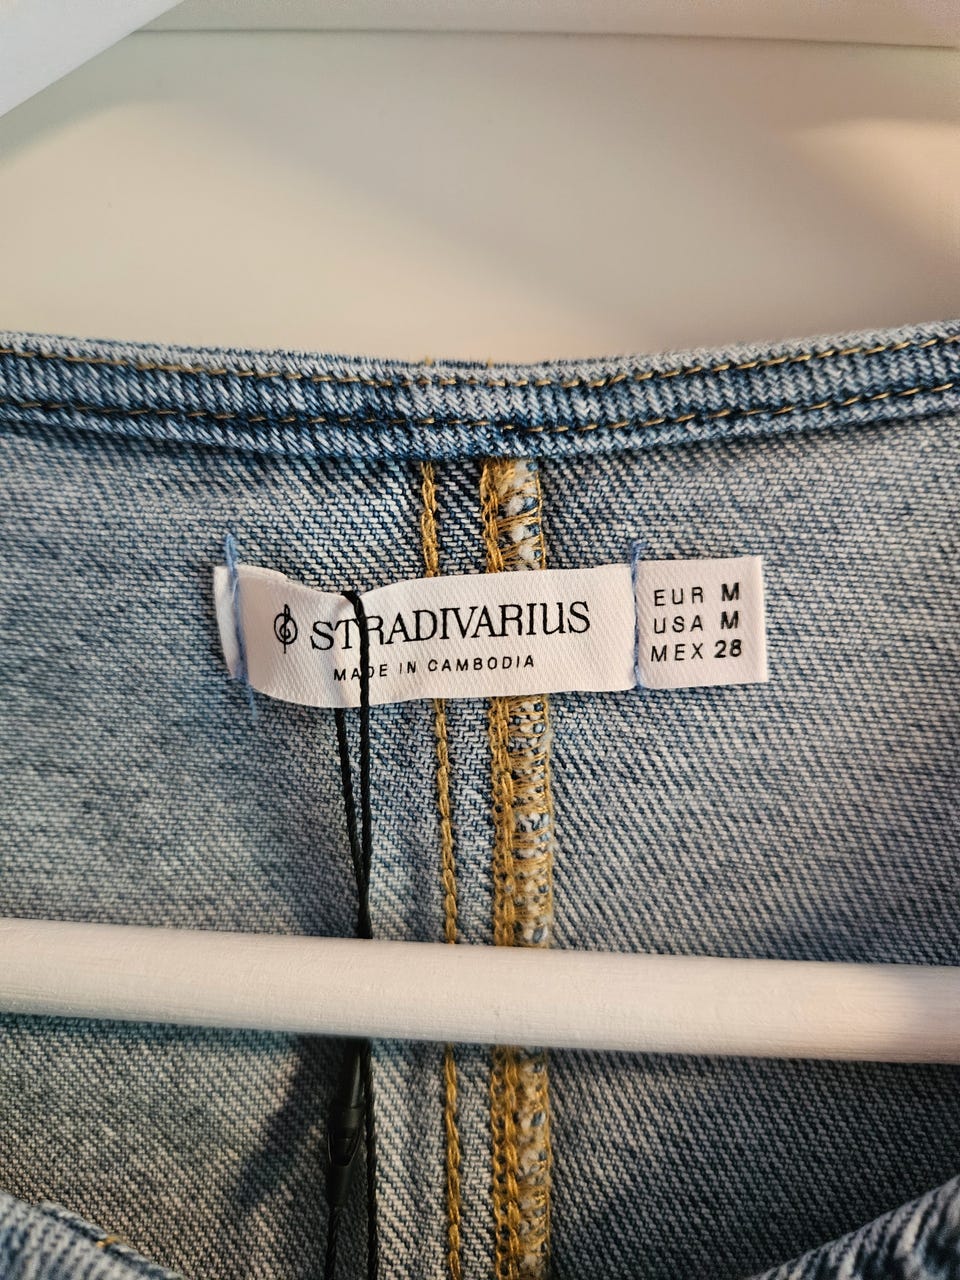 STRADIVARIUS
MADE IN CAMBODIA
EUR M
USA M
MEX 28